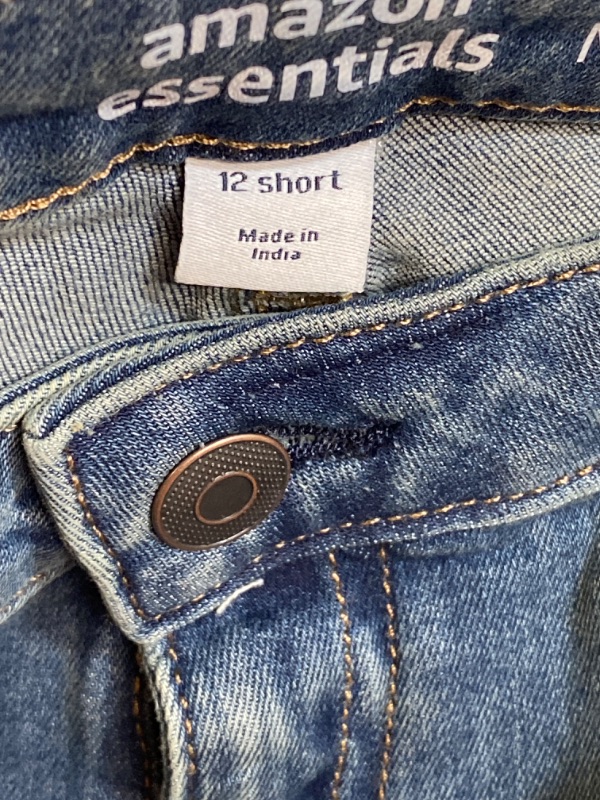 amazon
essentials
12 short
Made in
India